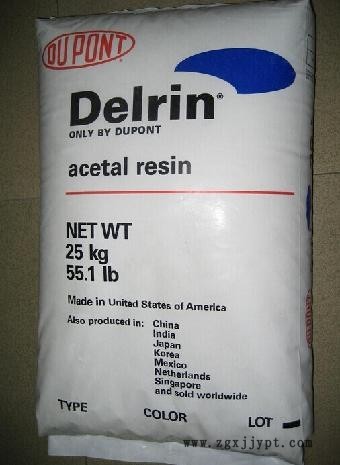 DU PONT
Delrin®
ONLY BY DUPONT
acetal resin
NET WT
25 kg
55.1 lb
Made in United States of America
Also produced in: China
India
Japan
Korea
Mexico
Netherlands
Singapore
and sold worldwide
TYPE COLOR LOT
www.zgxjjypt.com